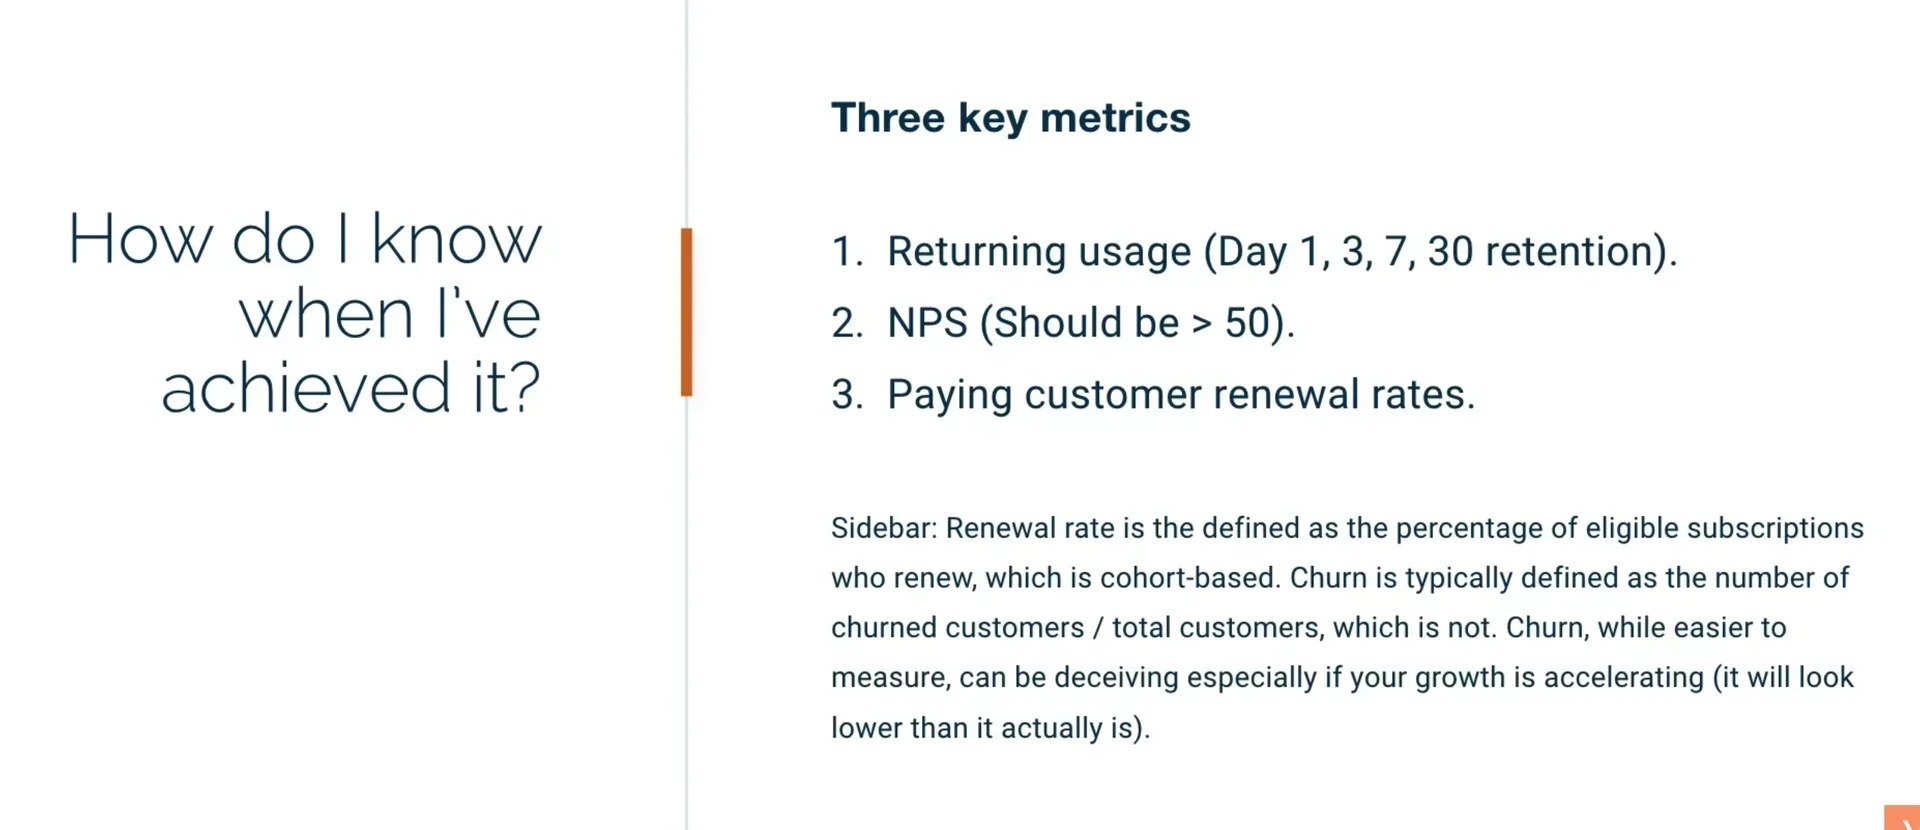 How do I know
when I've
achieved it?
Three key metrics
1. Returning usage (Day 1, 3, 7, 30 retention).
2. NPS (Should be > 50).
3. Paying customer renewal rates.
Sidebar: Renewal rate is the defined as the percentage of eligible subscriptions
who renew, which is cohort-based. Churn is typically defined as the number of
churned customers / total customers, which is not. Churn, while easier to
measure, can be deceiving especially if your growth is accelerating (it will look
lower than it actually is).